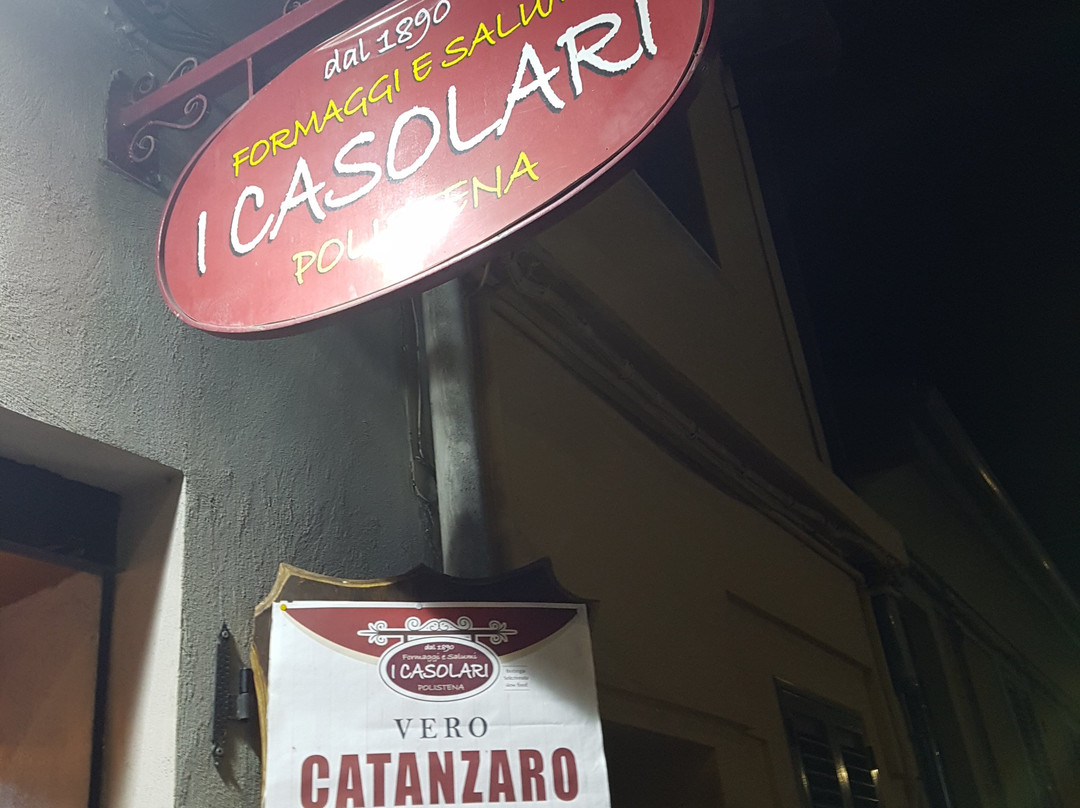 dal 1890
FORMAGGI E SALUMI
I CASOLARI
POLISTENA
dal 1890
Formaggi e Salumi
I CASOLARI
POLISTENA
VERO
CATANZARO